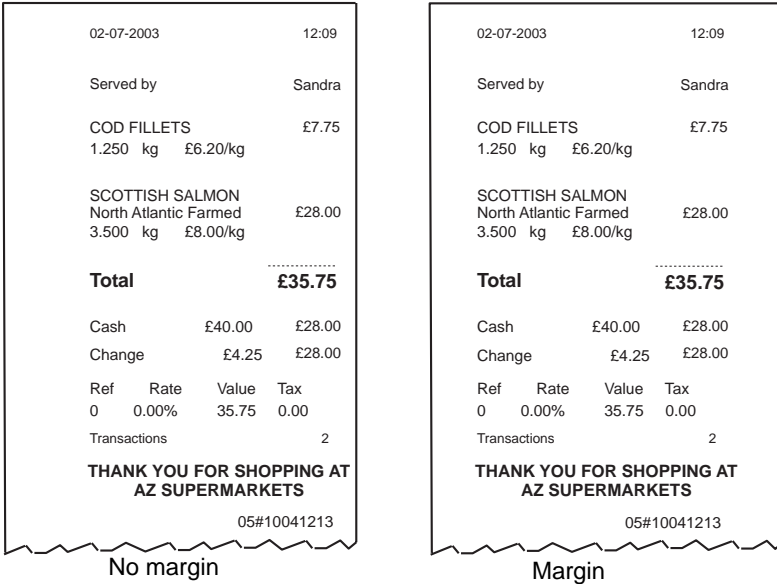 02-07-2003 12:09
Served by Sandra
COD FILLETS £7.75
1.250 kg £6.20/kg
SCOTTISH SALMON
North Atlantic Farmed £28.00
3.500 kg £8.00/kg
Total £35.75
Cash £40.00 £28.00
Change £4.25 £28.00
Ref Rate Value Tax
0 0.00% 35.75 0.00
Transactions 2
THANK YOU FOR SHOPPING AT
AZ SUPERMARKETS
05#10041213
No margin
02-07-2003 12:09
Served by Sandra
COD FILLETS £7.75
1.250 kg £6.20/kg
SCOTTISH SALMON
North Atlantic Farmed £28.00
3.500 kg £8.00/kg
Total £35.75
Cash £40.00 £28.00
Change £4.25 £28.00
Ref Rate Value Tax
0 0.00% 35.75 0.00
Transactions 2
THANK YOU FOR SHOPPING AT
AZ SUPERMARKETS
05#10041213
Margin